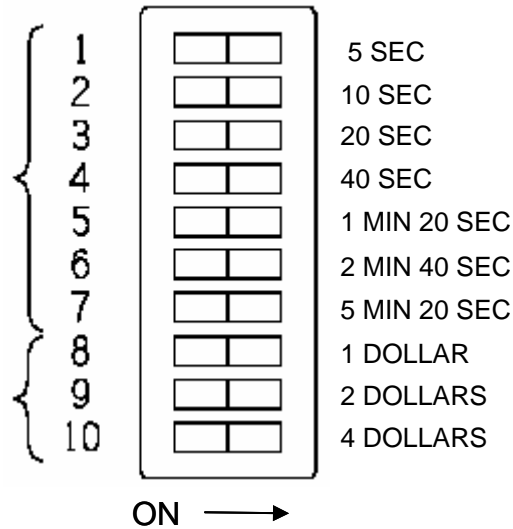 1 5 SEC
2 10 SEC
3 20 SEC
4 40 SEC
5 1 MIN 20 SEC
6 2 MIN 40 SEC
7 5 MIN 20 SEC
8 1 DOLLAR
9 2 DOLLARS
10 4 DOLLARS
ON